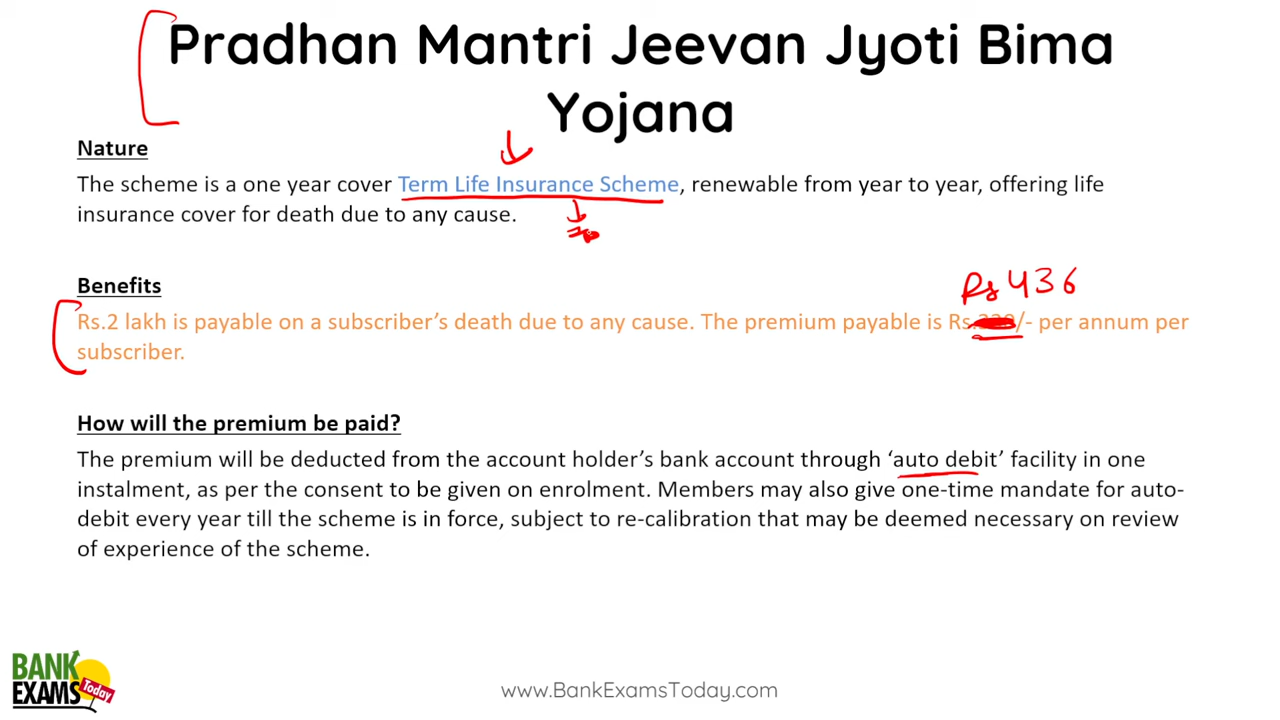 Pradhan Mantri Jeevan Jyoti Bima
Yojana
Nature
The scheme is a one year cover Term Life Insurance Scheme, renewable from year to year, offering life
insurance cover for death due to any cause.
Benefits
Rs 436
Rs.2 lakh is payable on a subscriber’s death due to any cause. The premium payable is Rs./- per annum per
subscriber.
How will the premium be paid?
The premium will be deducted from the account holder’s bank account through ‘auto debit’ facility in one
instalment, as per the consent to be given on enrolment. Members may also give one-time mandate for auto-
debit every year till the scheme is in force, subject to re-calibration that may be deemed necessary on review
of experience of the scheme.
BANK
EXAMS Today
www.BankExamsToday.com